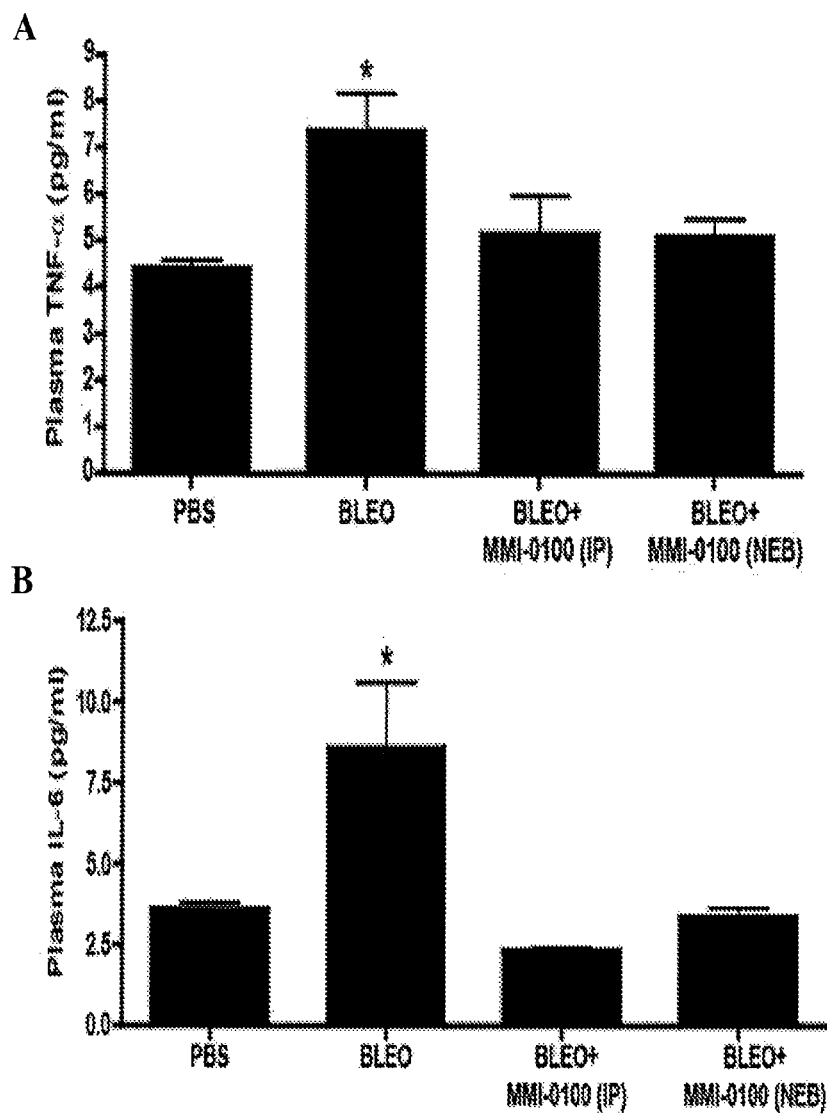 A
Plasma TNF-α (pg/ml)
9
8
7
6
5
4
3
2
1
0
*
PBS
BLEO
BLEO+
MMI-0100 (IP)
BLEO+
MMI-0100 (NEB)
B
Plasma IL-6 (pg/ml)
12.5
10.0
7.5
5.0
2.5
0.0
*
PBS
BLEO
BLEO+
MMI-0100 (IP)
BLEO+
MMI-0100 (NEB)